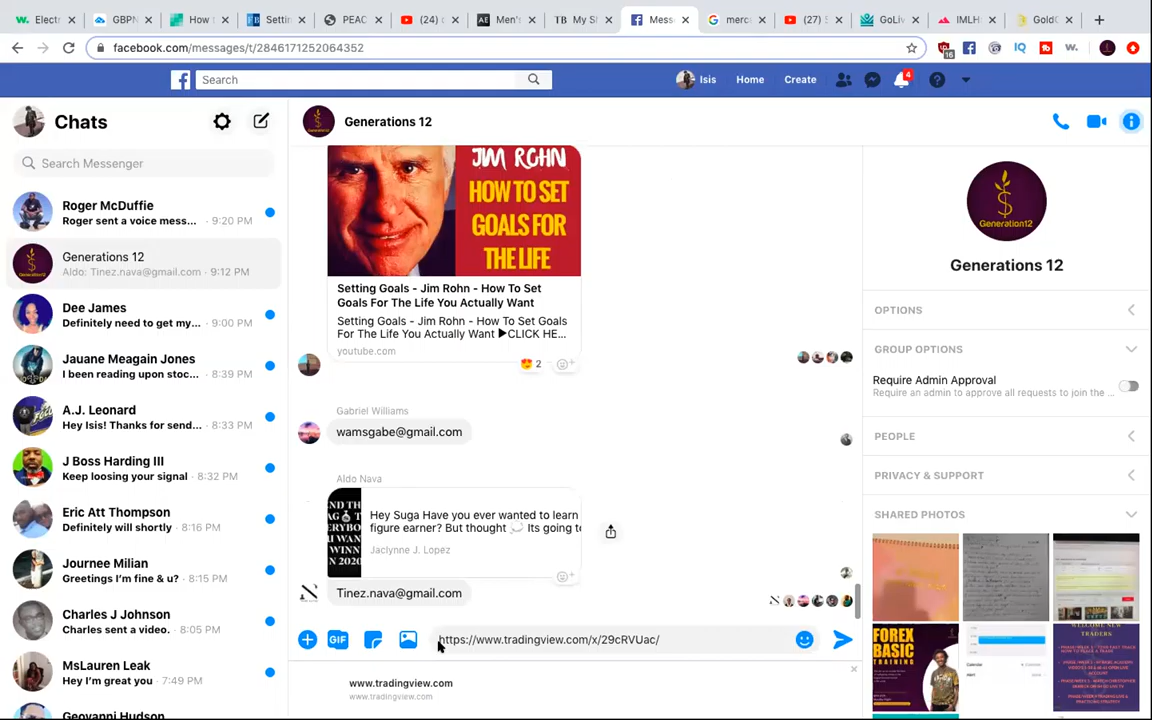 GBPN
How t
Settin
PEAC
(24)
Men's
My Sh
Messe
merc
(27) S
GoLiv
IMLH
GoldC
facebook.com/messages/t/2846171252064352
Search
Isis
Home
Create
4
Chats
Search Messenger
Roger McDuffie
Roger sent a voice mess... · 9:20 PM
Generations 12
Aldo: Tinez.nava@gmail.com · 9:12 PM
Dee James
Definitely need to get my... · 9:00 PM
Jauane Meagain Jones
I been reading upon stoc... · 8:39 PM
A.J. Leonard
Hey Isis! Thanks for send... · 8:33 PM
J Boss Harding III
Keep loosing your signal · 8:32 PM
Eric Att Thompson
Definitely will shortly · 8:16 PM
Journee Milian
Greetings I'm fine & u? · 8:15 PM
Charles J Johnson
Charles sent a video. · 8:05 PM
MsLauren Leak
Hey I'm great you · 7:49 PM
Geovanni Hudson
Generations 12
JIM ROHN
HOW TO SET
GOALS FOR
THE LIFE
Setting Goals - Jim Rohn - How To Set
Goals For The Life You Actually Want
Setting Goals - Jim Rohn - How To Set Goals
For The Life You Actually Want ▶CLICK HE...
youtube.com
2
Gabriel Williams
wamsgabe@gmail.com
Aldo Nava
Hey Suga Have you ever wanted to learn
figure earner? But thought 💭 Its going to
Jaclynne J. Lopez
Tinez.nava@gmail.com
GIF
https://www.tradingview.com/x/29cRVUac/
www.tradingview.com
www.tradingview.com
Generation12
Generations 12
OPTIONS
GROUP OPTIONS
Require Admin Approval
Require an admin to approve all requests to join the ...
PEOPLE
PRIVACY & SUPPORT
SHARED PHOTOS
FOREX
BASIC
TRAINING
WELCOME NEW
TRADERS